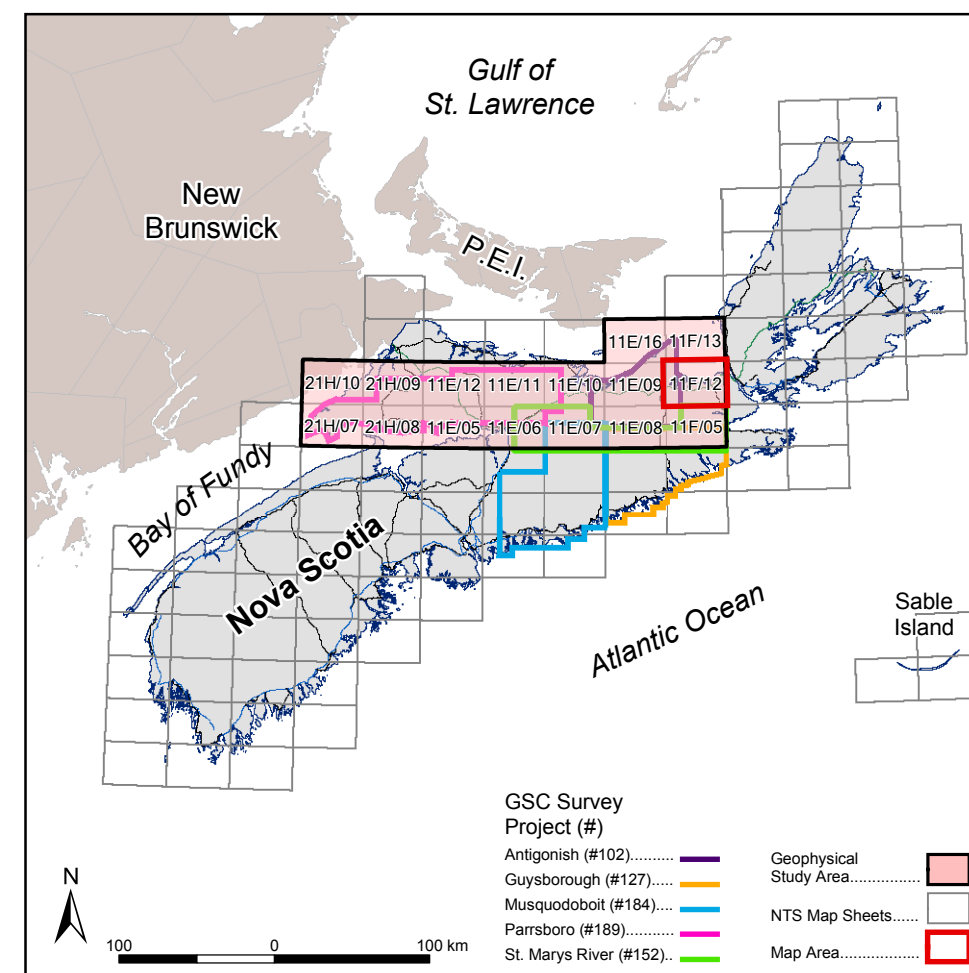 Gulf of
St. Lawrence
New
Brunswick
P.E.I.
11E/16 11F/13
21H/10 21H/09 11E/12 11E/11 11E/10 11E/09 11F/12
21H/07 21H/08 11E/05 11E/06 11E/07 11E/08 11F/05
Bay of Fundy
Nova Scotia
Atlantic Ocean
Sable
Island
GSC Survey
Project (#)
Antigonish (#102)..........
Guysborough (#127).....
Musquodoboit (#184)....
Parrsboro (#189)...........
St. Marys River (#152)..
Geophysical
Study Area................
NTS Map Sheets......
Map Area..................
N
100 0 100 km